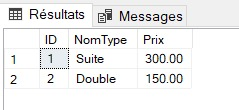 Résultats Messages
ID NomType Prix
1 1 Suite 300.00
2 2 Double 150.00